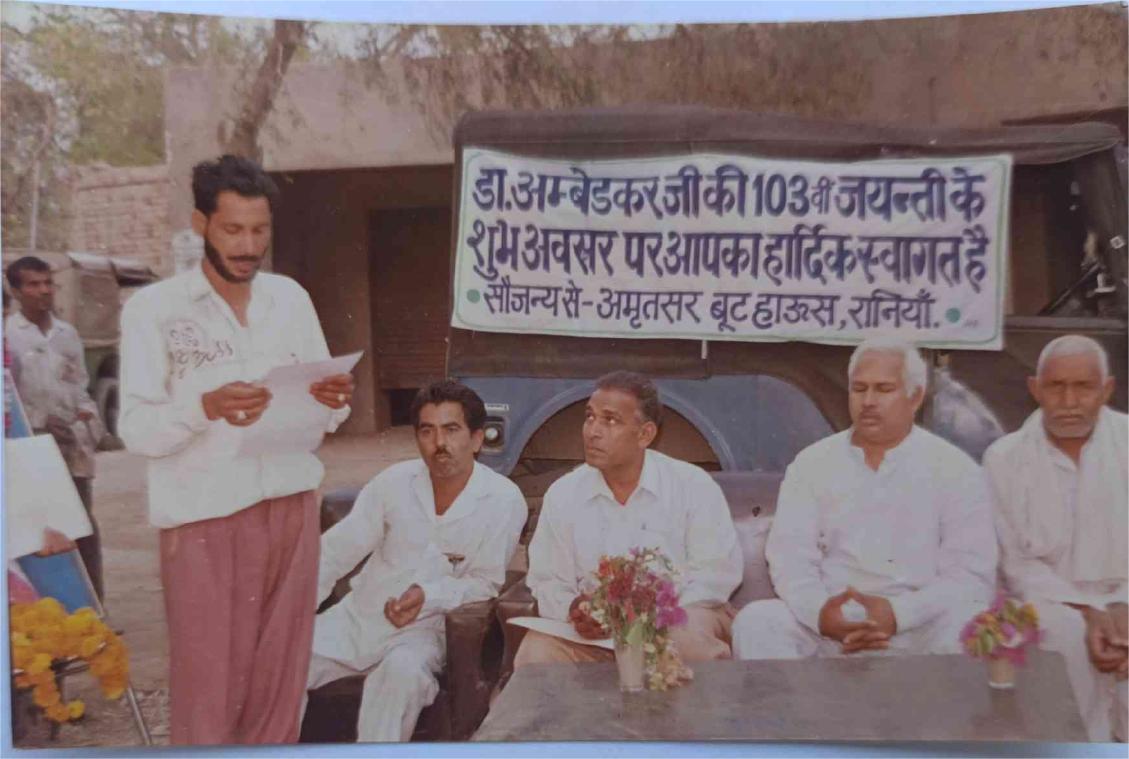 डा. अम्बेडकर जी की 103वी जयन्ती के
शुभ अवसर पर आपका हार्दिक स्वागत है
सौजन्य से - अमृतसर बूट हाऊस, रानियाँ.